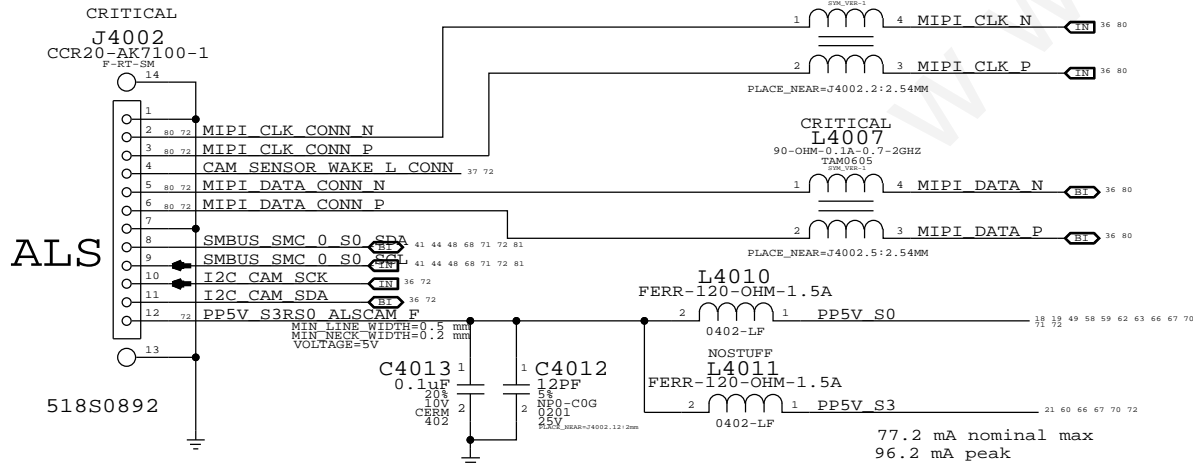 CRITICAL
J4002
CCR20-AK7100-1
F-RT-SM
14
1
2 80 72 MIPI_CLK_CONN_N
3 80 72 MIPI_CLK_CONN_P
4 CAM_SENSOR_WAKE_L_CONN 37 72
5 80 72 MIPI_DATA_CONN_N
6 80 72 MIPI_DATA_CONN_P
7
ALS
8 SMBUS_SMC_0_S0_SDA BI 41 44 48 68 71 72 81
9 SMBUS_SMC_0_S0_SCL IN 41 44 48 68 71 72 81
10 I2C_CAM_SCK IN 36 72
11 I2C_CAM_SDA BI 36 72
12 72 PP5V_S3RS0_ALSCAM_F
MIN_LINE_WIDTH=0.5 mm
MIN_NECK_WIDTH=0.2 mm
VOLTAGE=5V
13
518S0892
SYM_VER-1
1 4 MIPI_CLK_N IN 36 80
2 3 MIPI_CLK_P IN 36 80
PLACE_NEAR=J4002.2:2.54MM
CRITICAL
L4007
90-OHM-0.1A-0.7-2GHZ
TAM0605
SYM_VER-1
1 4 MIPI_DATA_N BI 36 80
2 3 MIPI_DATA_P BI 36 80
PLACE_NEAR=J4002.5:2.54MM
L4010
FERR-120-OHM-1.5A
2 1 PP5V_S0 18 19 49 58 59 62 63 66 67 70
71 72
0402-LF
NOSTUFF
L4011
FERR-120-OHM-1.5A
2 1 PP5V_S3 21 60 66 67 70 72
0402-LF
77.2 mA nominal max
96.2 mA peak
C4013 1
0.1uF
20%
10V 2
CERM
402
1 C4012
12PF
5%
2 NP0-C0G
0201
25V
PLACE_NEAR=J4002.12:2mm